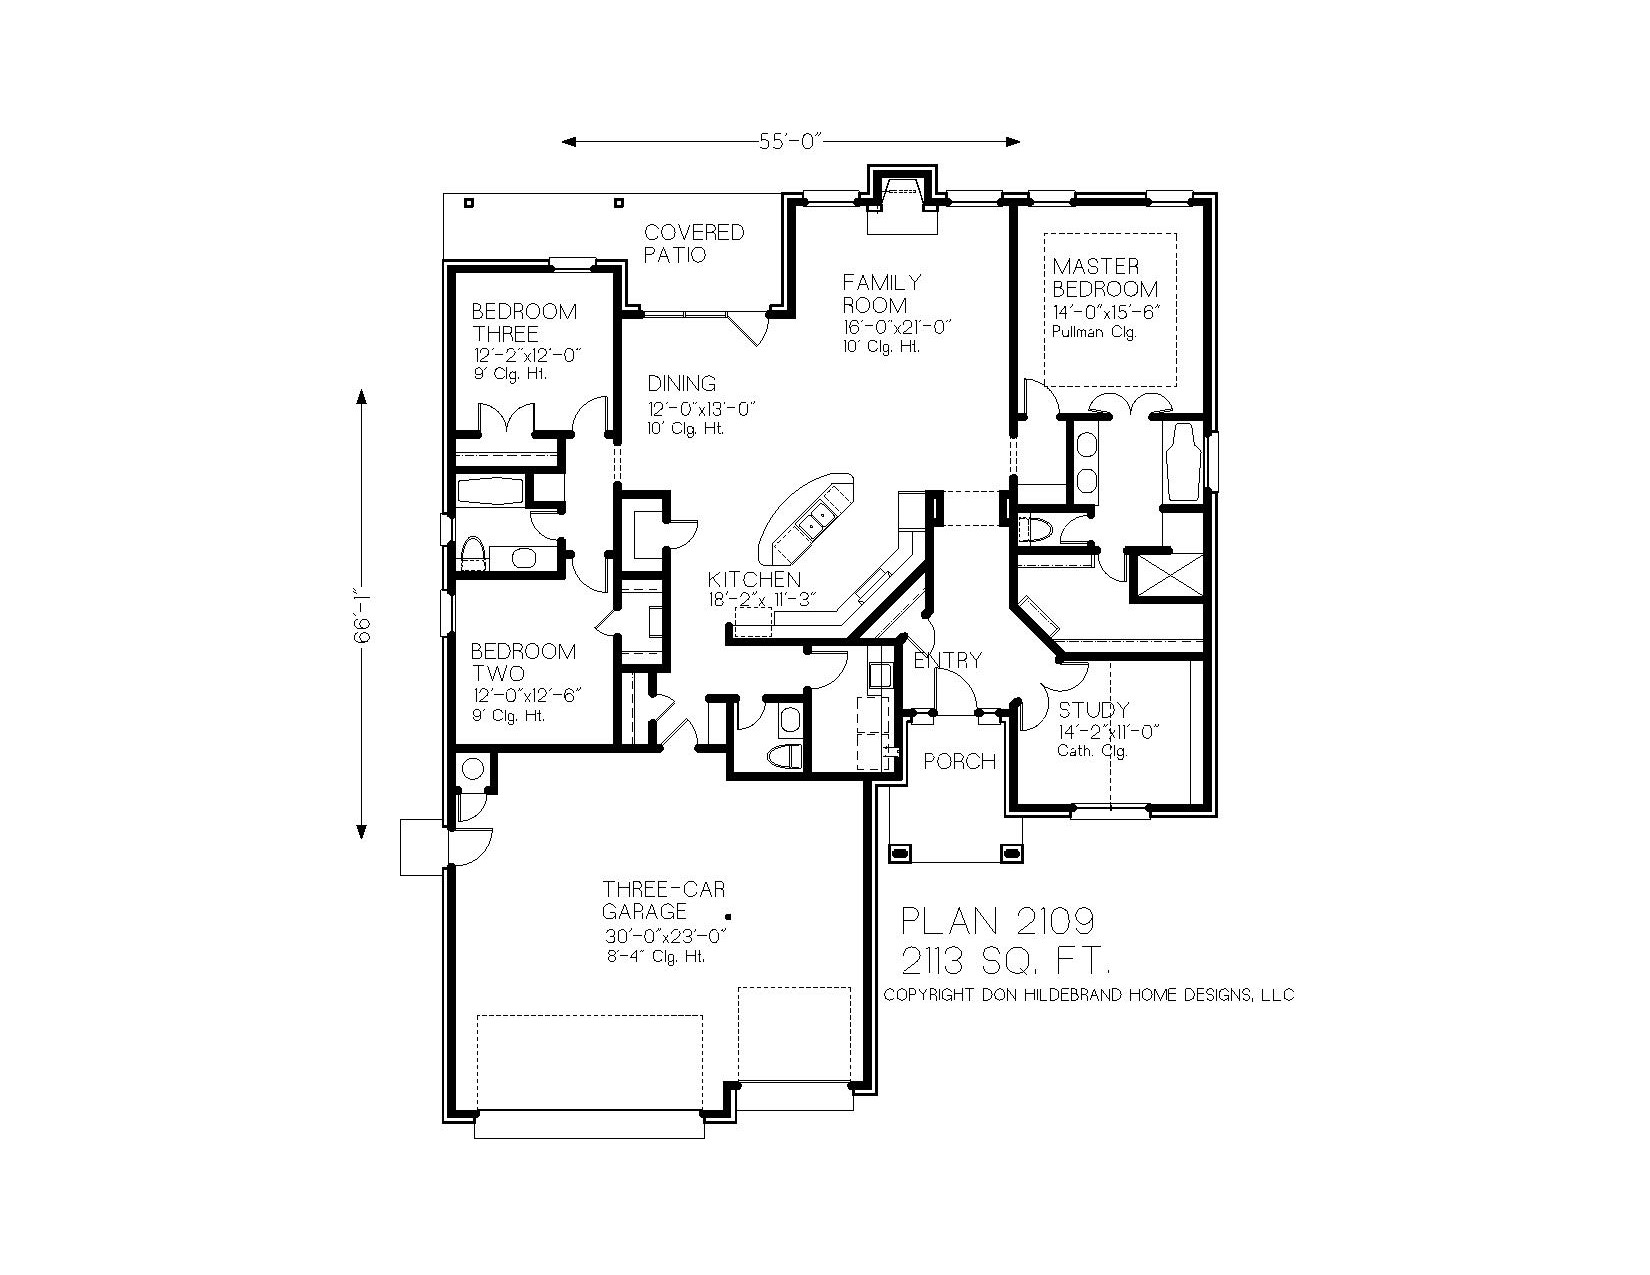 55'-0"
COVERED
PATIO
FAMILY
ROOM
16'-0"x21'-0"
10' Clg. Ht.
MASTER
BEDROOM
14'-0"x15'-6"
Pullman Clg.
BEDROOM
THREE
12'-2"x12'-0"
9' Clg. Ht.
DINING
12'-0"x13'-0"
10' Clg. Ht.
66'-1"
KITCHEN
18'-2"x 11'-3"
BEDROOM
TWO
12'-0"x12'-6"
9' Clg. Ht.
ENTRY
STUDY
14'-2"x11'-0"
Cath. Clg.
PORCH
THREE-CAR
GARAGE
30'-0"x23'-0"
8'-4" Clg. Ht.
PLAN 2109
2113 SQ. FT.
COPYRIGHT DON HILDEBRAND HOME DESIGNS, LLC